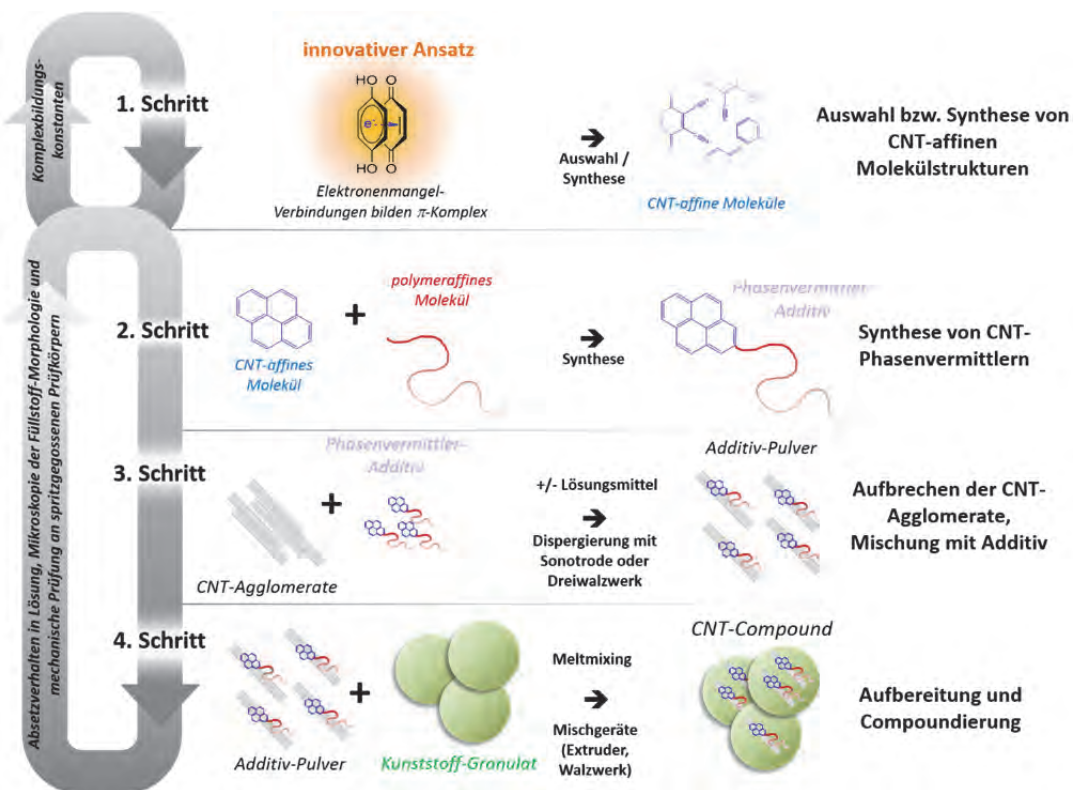 Komplexbildungs-
konstanten
1. Schritt
innovativer Ansatz
HO
O
e⁻
HO
O
Elektronenmangel-
Verbindungen bilden π-Komplex
➔
Auswahl /
Synthese
CNT-affine Moleküle
Auswahl bzw. Synthese von
CNT-affinen
Molekülstrukturen
Absetzverhalten in Lösung, Mikroskopie der Füllstoff-Morphologie und
mechanische Prüfung an spritzgegossenen Prüfkörpern
2. Schritt
CNT-affines
Molekül
+
polymeraffines
Molekül
➔
Synthese
Phasenvermittler-
Additiv
Synthese von CNT-
Phasenvermittlern
3. Schritt
CNT-Agglomerate
+
Phasenvermittler-
Additiv
+/- Lösungsmittel
➔
Dispergierung mit
Sonotrode oder
Dreiwalzwerk
Additiv-Pulver
Aufbrechen der CNT-
Agglomerate,
Mischung mit Additiv
4. Schritt
Additiv-Pulver
+
Kunststoff-Granulat
Meltmixing
➔
Mischgeräte
(Extruder,
Walzwerk)
CNT-Compound
Aufbereitung und
Compoundierung